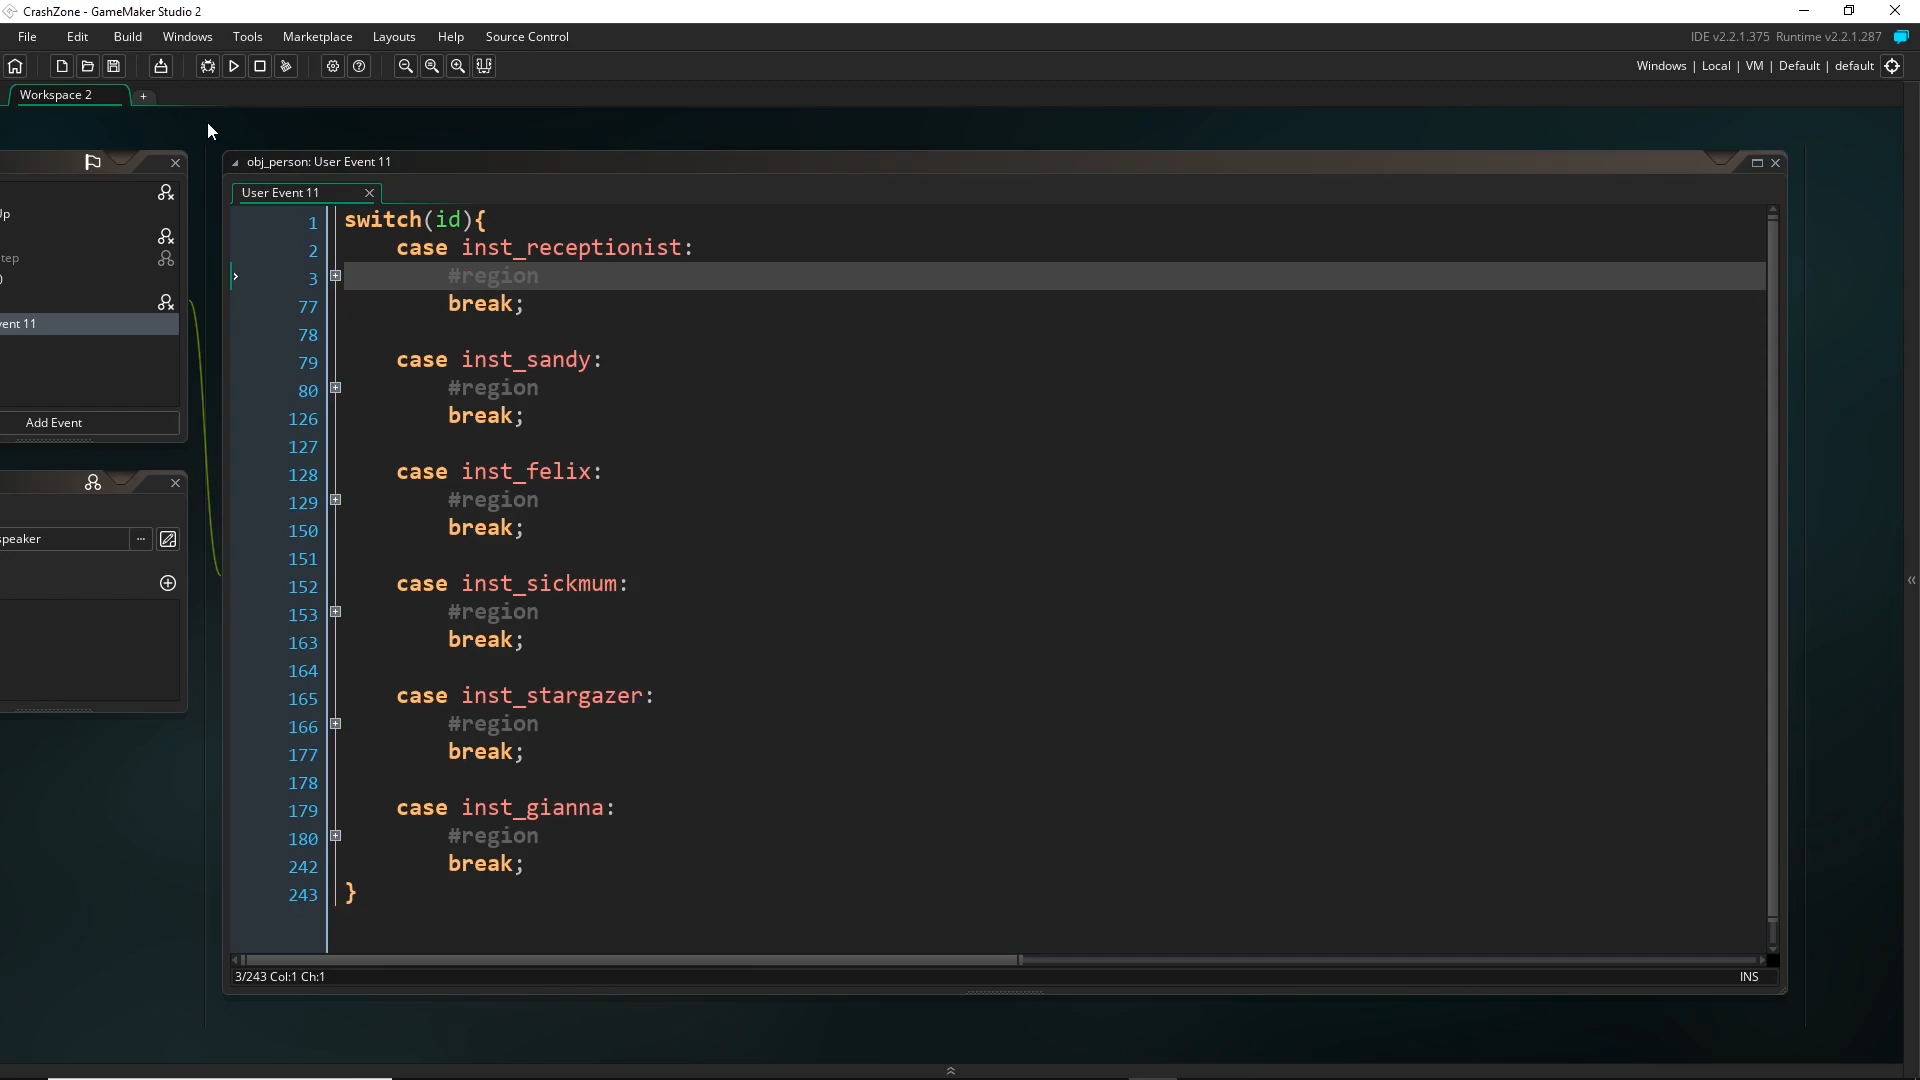 CrashZone - GameMaker Studio 2
File Edit Build Windows Tools Marketplace Layouts Help Source Control
IDE v2.2.1.375 Runtime v2.2.1.287
Windows | Local | VM | Default | default
Workspace 2 +
obj_person: User Event 11
User Event 11
Up
tep
)
vent 11
Add Event
speaker
...
1 switch(id){
2 case inst_receptionist:
3 #region
77 break;
78
79 case inst_sandy:
80 #region
126 break;
127
128 case inst_felix:
129 #region
150 break;
151
152 case inst_sickmum:
153 #region
163 break;
164
165 case inst_stargazer:
166 #region
177 break;
178
179 case inst_gianna:
180 #region
242 break;
243 }
3/243 Col:1 Ch:1
INS